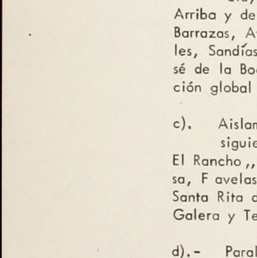 Arriba y de
Barrazas, A
les, Sandías
sé de la Bo
ción global
c). Aislan
siguie
El Rancho,,
sa, F avelas
Santa Rita d
Galera y Te
d).- Paral